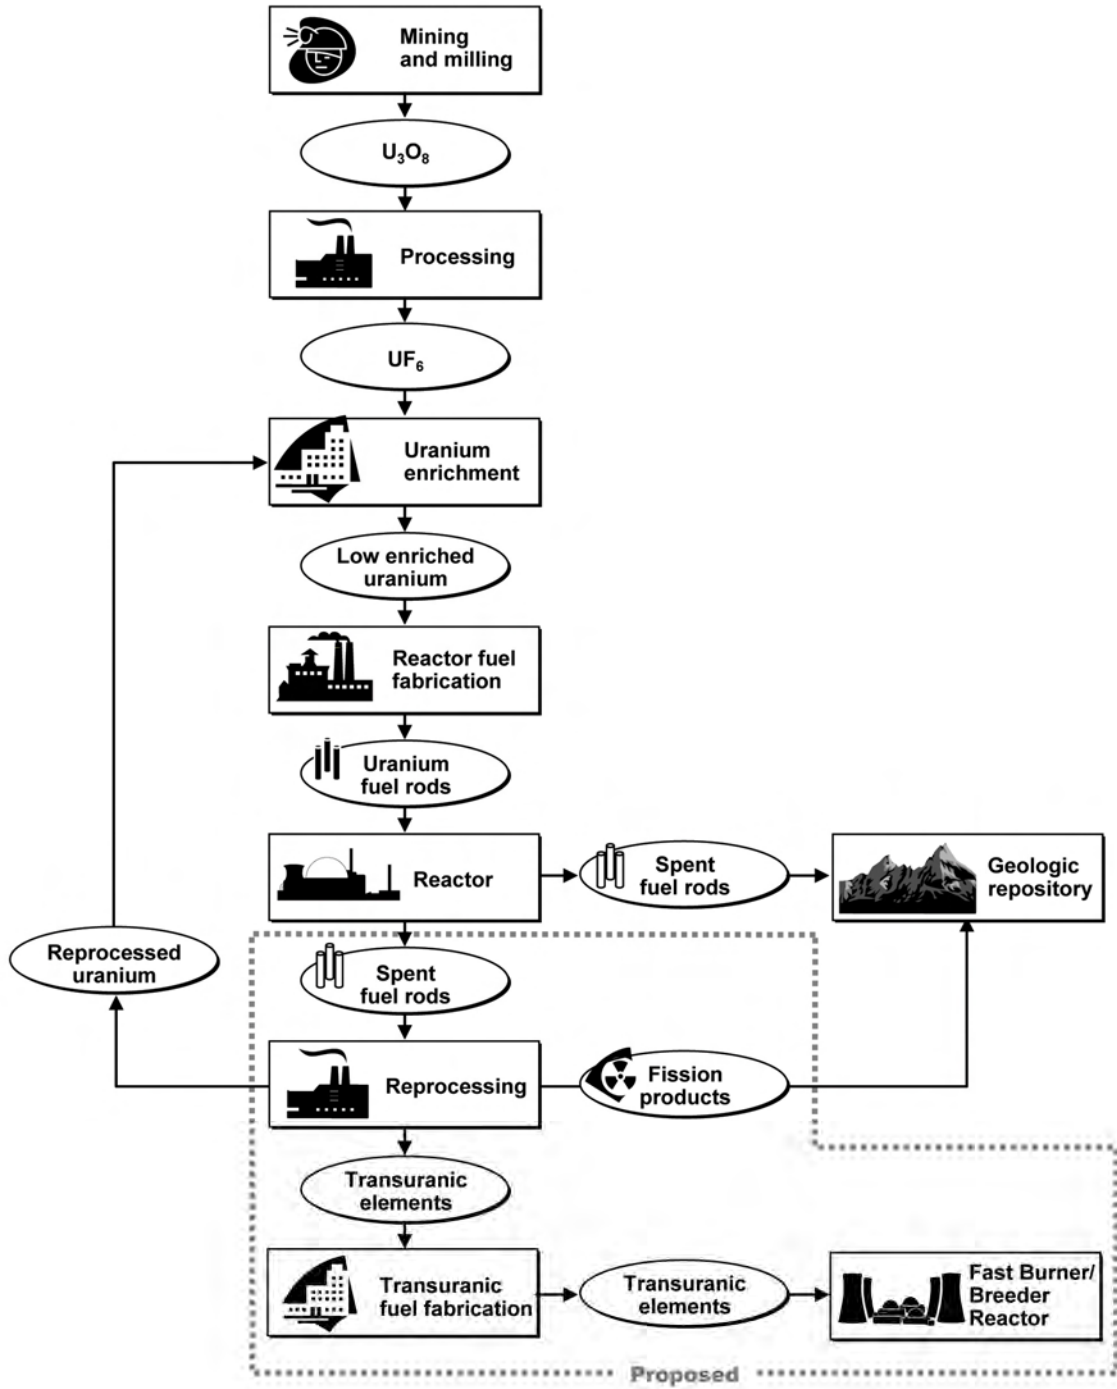 Mining
and milling
U₃O₈
Processing
UF₆
Uranium
enrichment
Low enriched
uranium
Reactor fuel
fabrication
Uranium
fuel rods
Reactor
Spent
fuel rods
Geologic
repository
Reprocessed
uranium
Spent
fuel rods
Reprocessing
Fission
products
Transuranic
elements
Transuranic
fuel fabrication
Transuranic
elements
Fast Burner/
Breeder
Reactor
Proposed